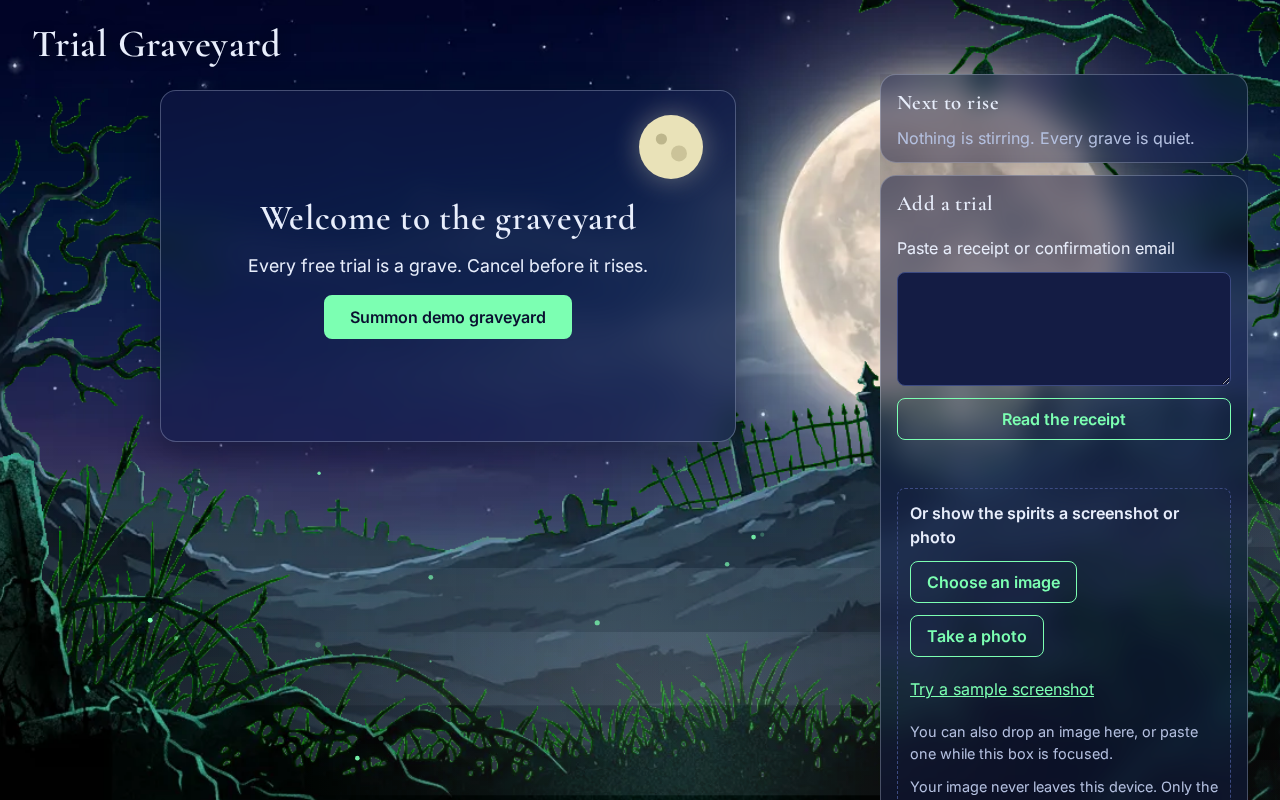 Trial Graveyard
Welcome to the graveyard
Every free trial is a grave. Cancel before it rises.
Summon demo graveyard
Next to rise
Nothing is stirring. Every grave is quiet.
Add a trial
Paste a receipt or confirmation email
Read the receipt
Or show the spirits a screenshot or
photo
Choose an image
Take a photo
Try a sample screenshot
You can also drop an image here, or paste
one while this box is focused.
Your image never leaves this device. Only the